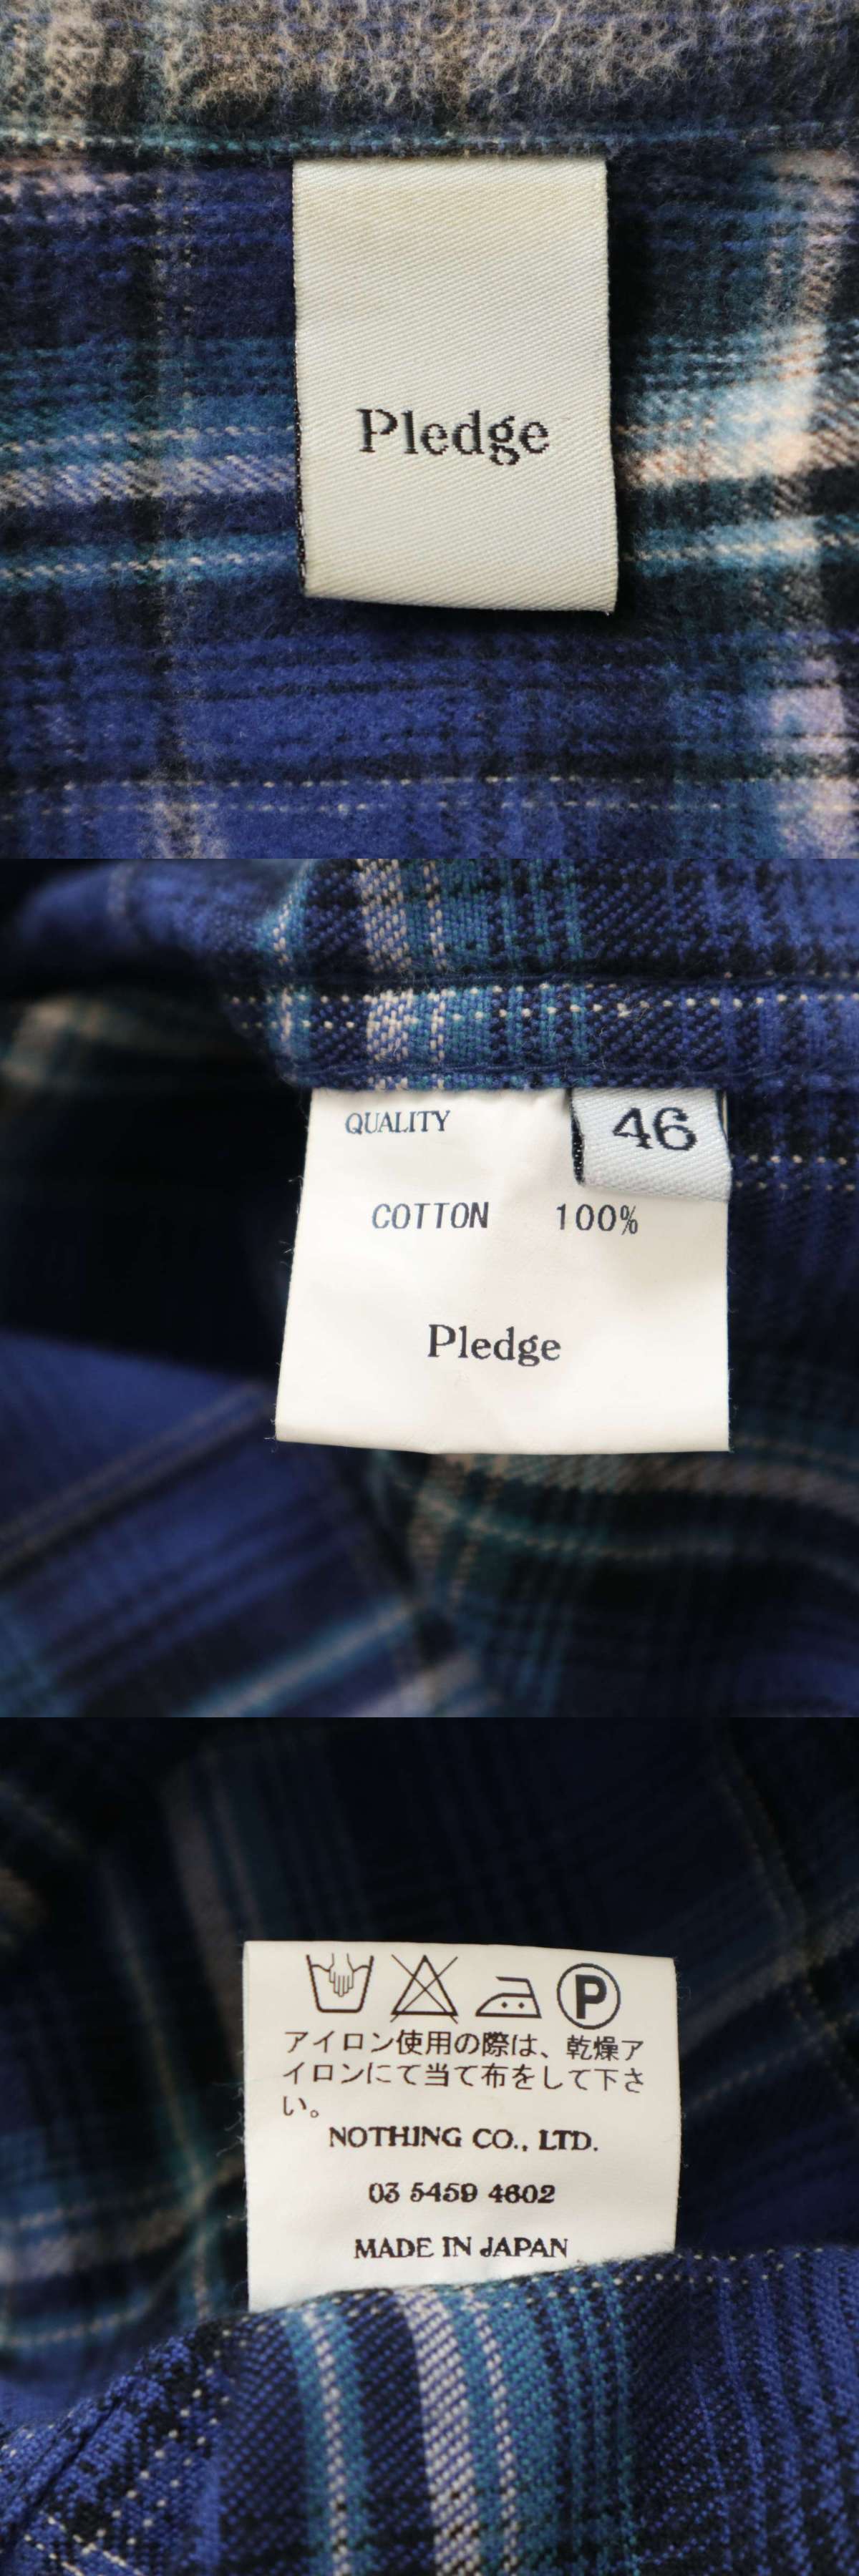 Pledge
QUALITY
46
COTTON 100%
Pledge
P
アイロン使用の際は、乾燥ア
イロンにて当て布をして下さ
い。
NOTHING CO., LTD.
03 5459 4602
MADE IN JAPAN